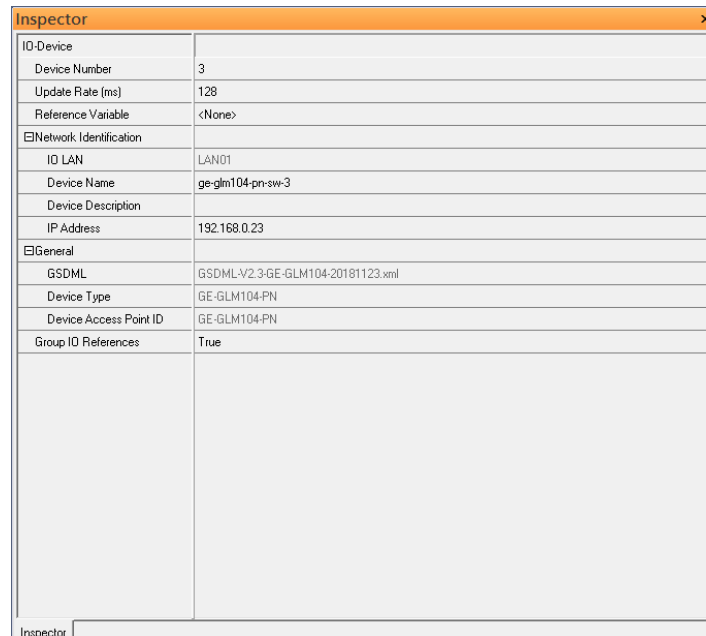 Inspector
IO-Device
Device Number 3
Update Rate (ms) 128
Reference Variable <None>
Network Identification
IO LAN LAN01
Device Name ge-glm104-pn-sw-3
Device Description
IP Address 192.168.0.23
General
GSDML GSDML-V2.3-GE-GLM104-20181123.xml
Device Type GE-GLM104-PN
Device Access Point ID GE-GLM104-PN
Group IO References True
Inspector